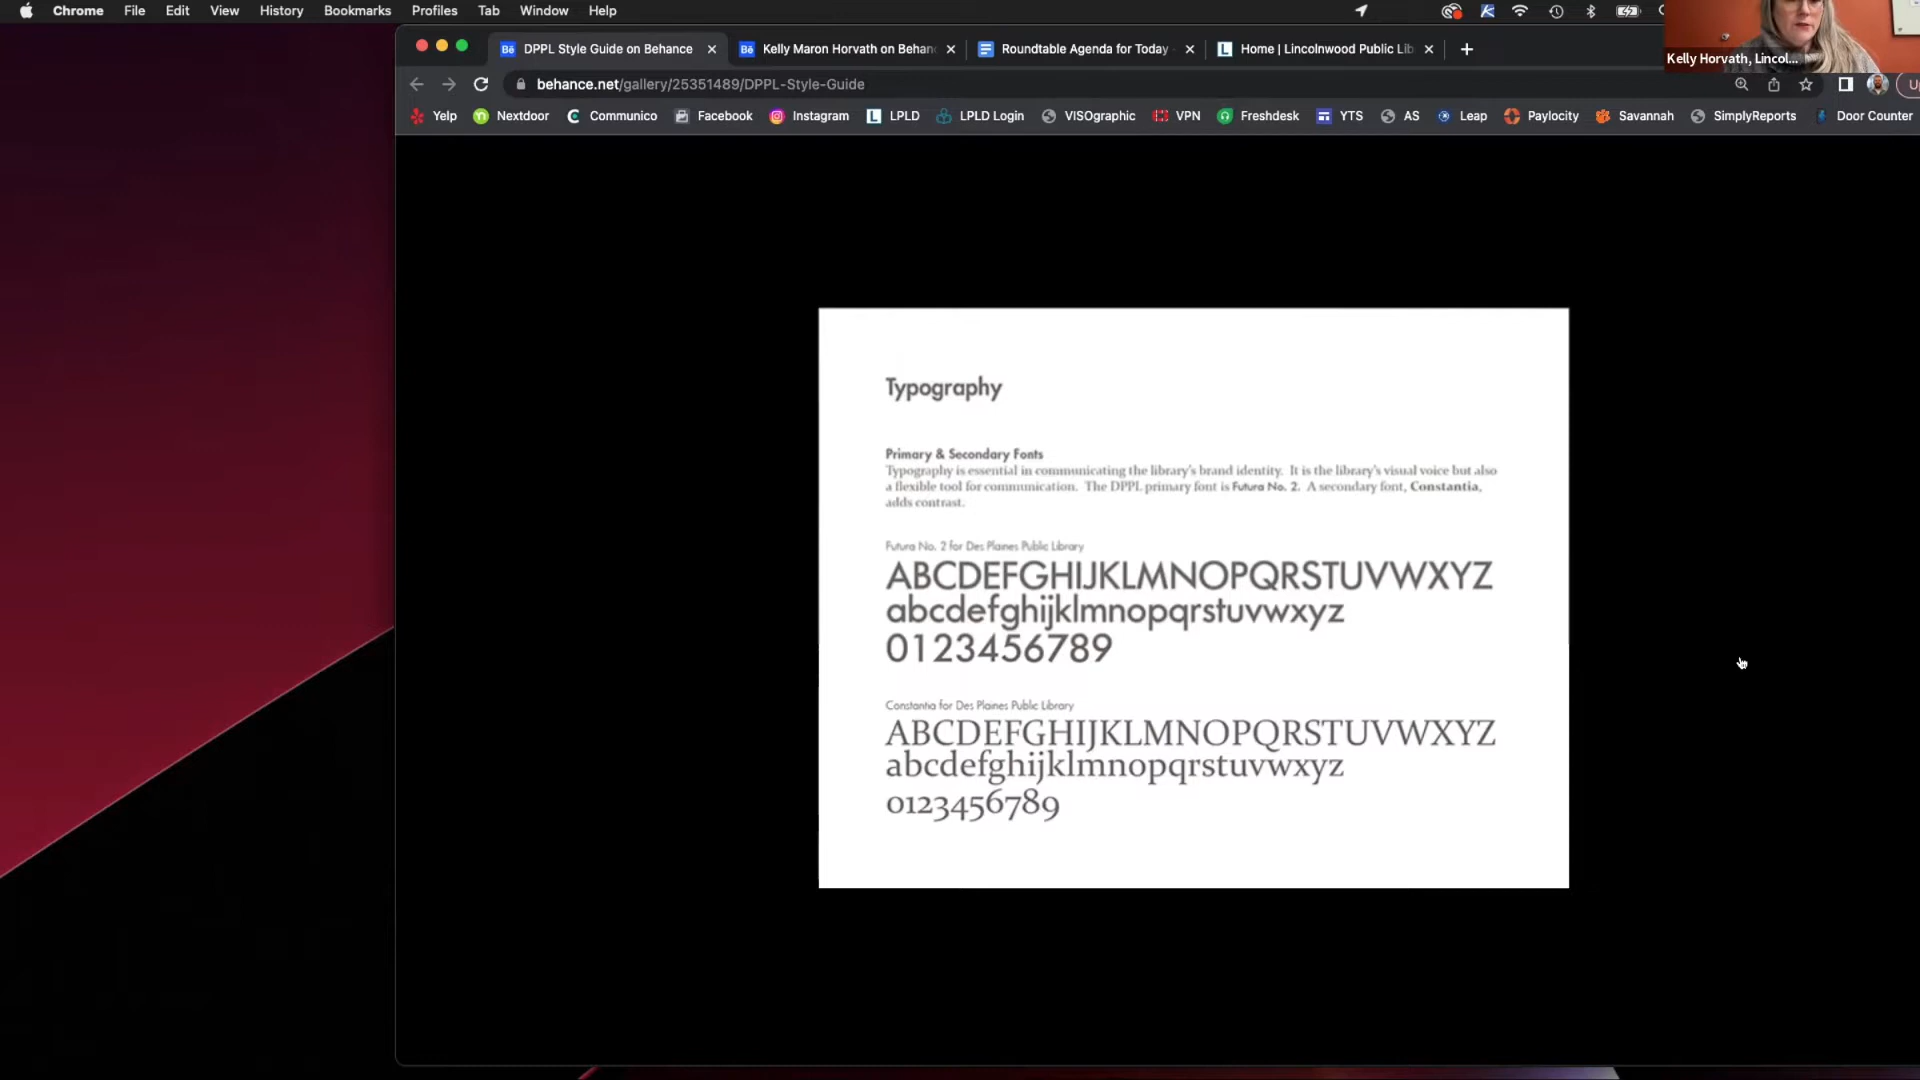 Chrome File Edit View History Bookmarks Profiles Tab Window Help
DPPL Style Guide on Behance
Kelly Maron Horvath on Behan
Roundtable Agenda for Today
Home | Lincolnwood Public Lib
Kelly Horvath, Lincol...
behance.net/gallery/25351489/DPPL-Style-Guide
Yelp Nextdoor Communico Facebook Instagram LPLD LPLD Login VISOgraphic VPN Freshdesk YTS AS Leap Paylocity Savannah SimplyReports Door Counter
Typography
Primary & Secondary Fonts
Typography is essential in communicating the library's brand identity. It is the library's visual voice but also
a flexible tool for communication. The DPPL primary font is Futura No. 2. A secondary font, Constantia,
adds contrast.
Futura No. 2 for Des Plaines Public Library
ABCDEFGHIJKLMNOPQRSTUVWXYZ
abcdefghijklmnopqrstuvwxyz
0123456789
Constantia for Des Plaines Public Library
ABCDEFGHIJKLMNOPQRSTUVWXYZ
abcdefghijklmnopqrstuvwxyz
0123456789